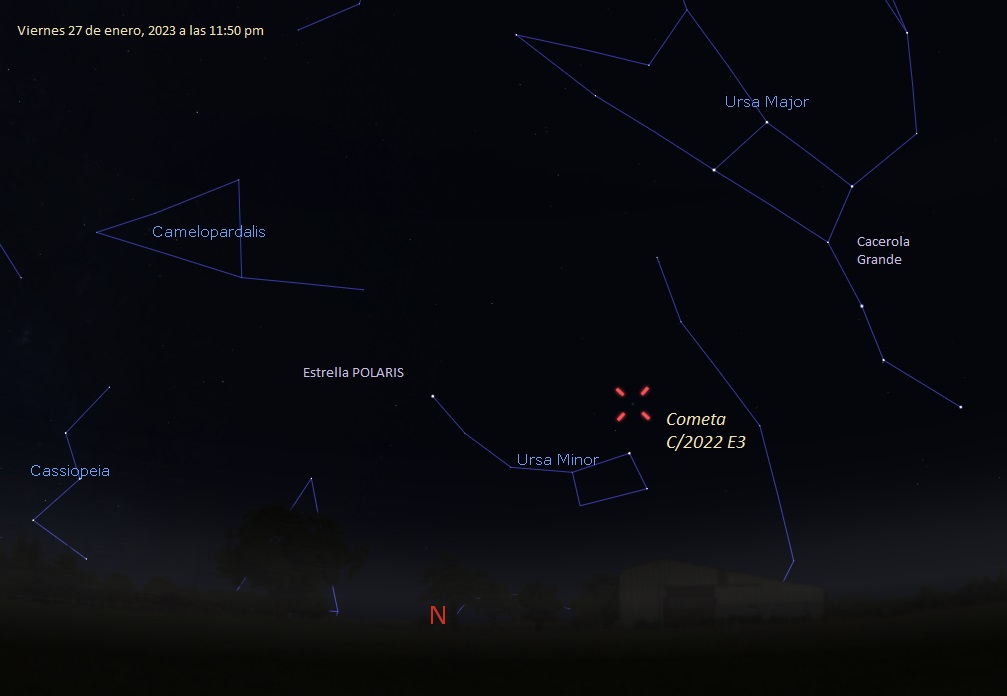 Viernes 27 de enero, 2023 a las 11:50 pm
Ursa Major
Camelopardalis
Cacerola
Grande
Estrella POLARIS
Cometa
C/2022 E3
Ursa Minor
Cassiopeia
N